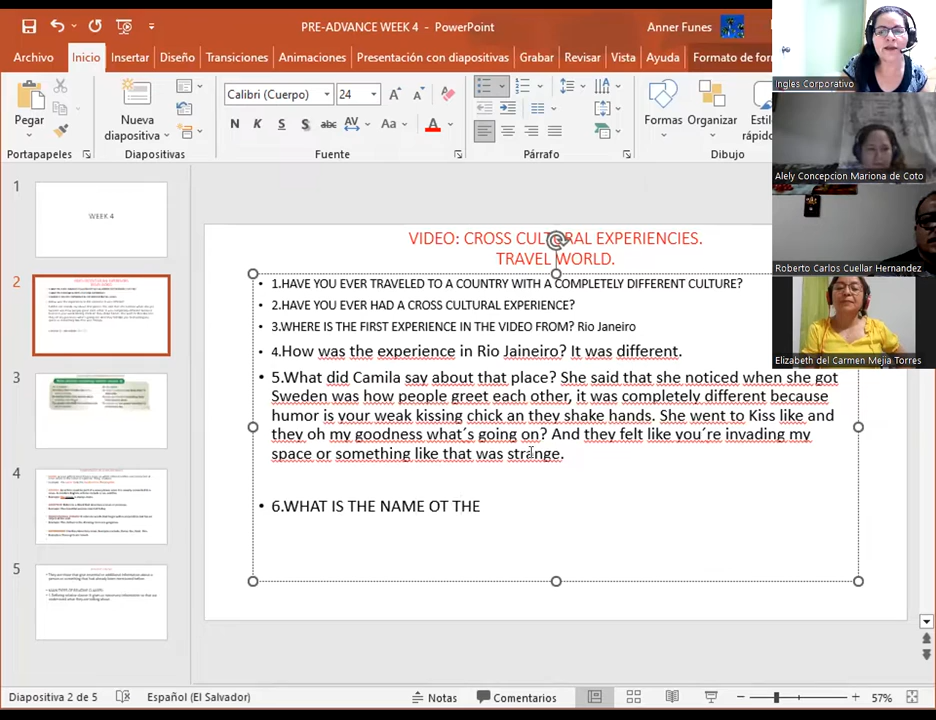 PRE-ADVANCE WEEK 4 - PowerPoint
Anner Funes
Archivo Inicio Insertar Diseño Transiciones Animaciones Presentación con diapositivas Grabar Revisar Vista Ayuda Formato de forma
Pegar
Nueva diapositiva
Calibri (Cuerpo) 24
N K S S abc AV Aa A
Formas Organizar Estilos rápidos
Portapapeles Diapositivas Fuente Párrafo Dibujo
Ingles Corporativo
Alely Concepcion Mariona de Coto
Roberto Carlos Cuellar Hernandez
Elizabeth del Carmen Mejia Torres
1
WEEK 4
2
3
4
5
VIDEO: CROSS CULTURAL EXPERIENCIES.
TRAVEL WORLD.
• 1.HAVE YOU EVER TRAVELED TO A COUNTRY WITH A COMPLETELY DIFFERENT CULTURE?
• 2.HAVE YOU EVER HAD A CROSS CULTURAL EXPERIENCE?
• 3.WHERE IS THE FIRST EXPERIENCE IN THE VIDEO FROM? Rio Janeiro
• 4.How was the experience in Rio Jaineiro? It was different.
• 5.What did Camila say about that place? She said that she noticed when she got
Sweden was how people greet each other, it was completely different because
humor is your weak kissing chick an they shake hands. She went to Kiss like and
they oh my goodness what´s going on? And they felt like you´re invading my
space or something like that was strange.
• 6.WHAT IS THE NAME OT THE
Diapositiva 2 de 5 Español (El Salvador) Notas Comentarios 57%